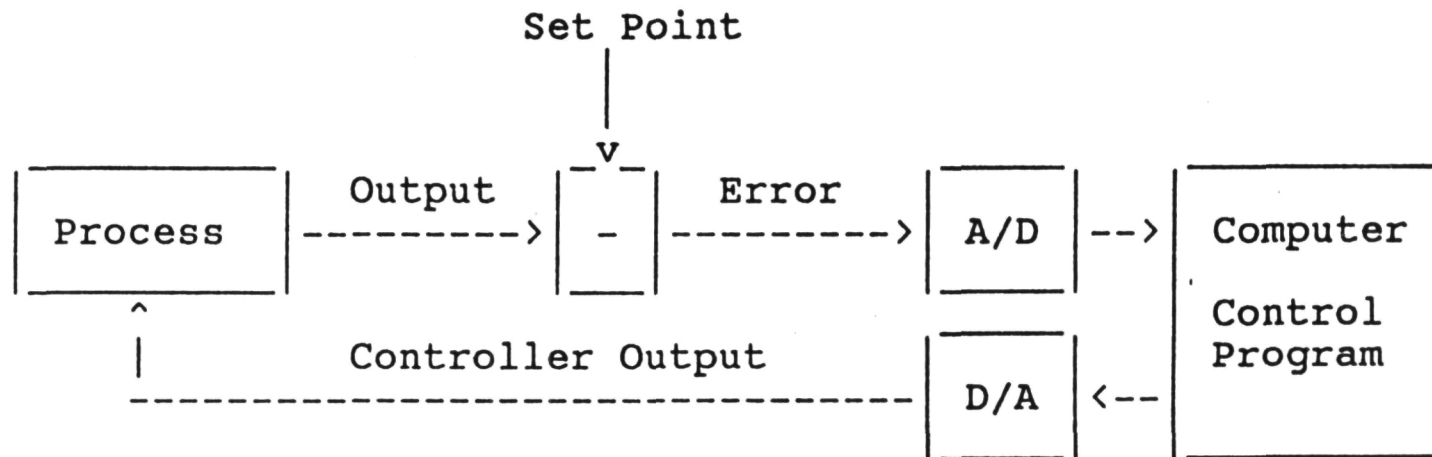 Set Point
Output
Error
Process
-
A/D
Computer
Control
Program
Controller Output
D/A